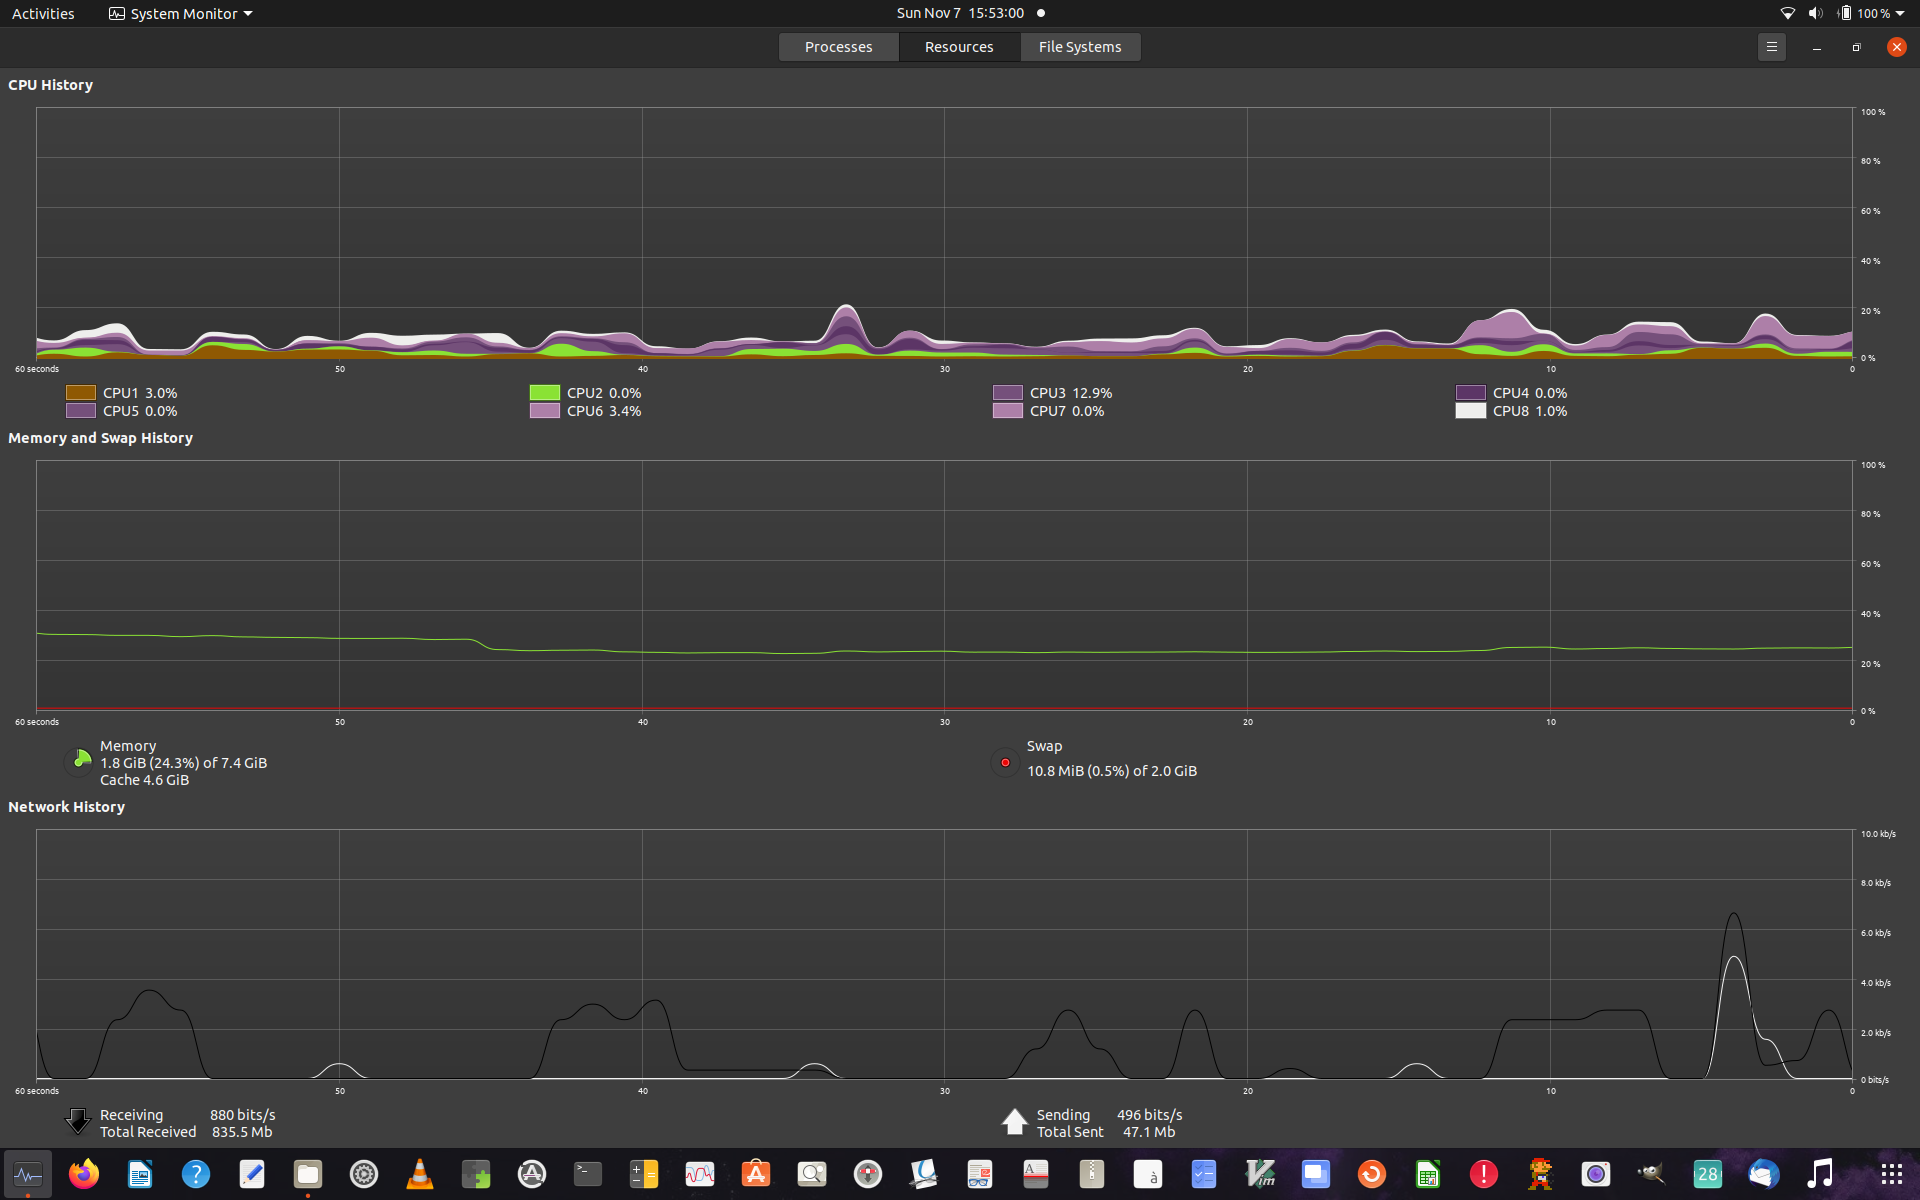 Activities System Monitor Sun Nov 7 15:53:00 100 %
Processes Resources File Systems
CPU History
100 %
80 %
60 %
40 %
20 %
0 %
60 seconds 50 40 30 20 10 0
CPU1 3.0% CPU2 0.0% CPU3 12.9% CPU4 0.0%
CPU5 0.0% CPU6 3.4% CPU7 0.0% CPU8 1.0%
Memory and Swap History
100 %
80 %
60 %
40 %
20 %
0 %
60 seconds 50 40 30 20 10 0
Memory
1.8 GiB (24.3%) of 7.4 GiB
Cache 4.6 GiB
Swap
10.8 MiB (0.5%) of 2.0 GiB
Network History
10.0 kb/s
8.0 kb/s
6.0 kb/s
4.0 kb/s
2.0 kb/s
0 bits/s
60 seconds 50 40 30 20 10 0
Receiving 880 bits/s
Total Received 835.5 Mb
Sending 496 bits/s
Total Sent 47.1 Mb
? >_ A à Vim ! 28